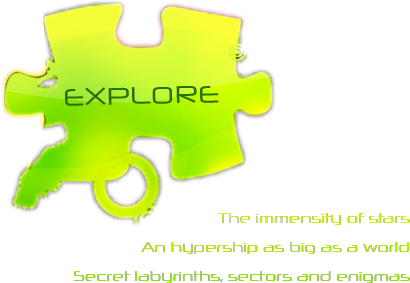 EXPLORE
The immensity of stars
An hypership as big as a world
Secret labyrinths, sectors and enigmas